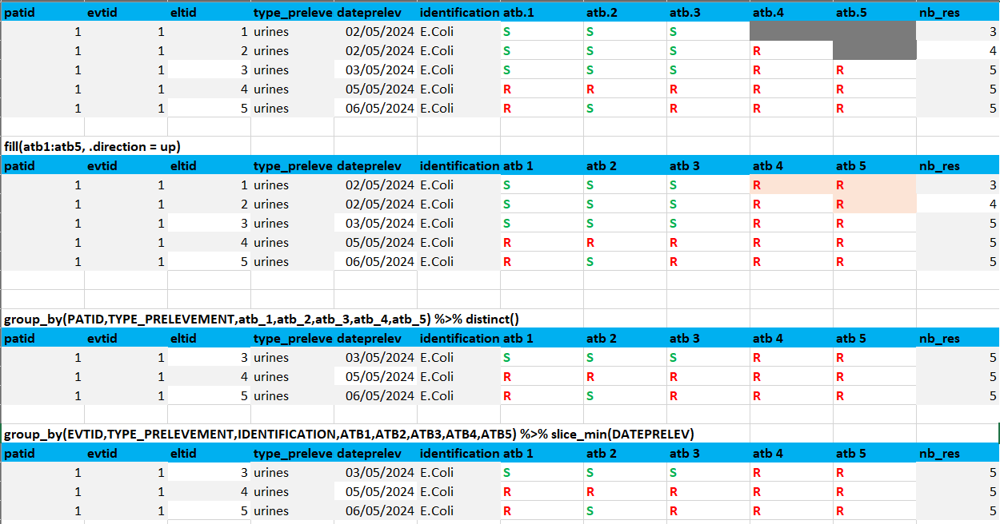 patid evtid eltid type_preleve dateprelev identification atb.1 atb.2 atb.3 atb.4 atb.5 nb_res
1 1 1 urines 02/05/2024 E.Coli S S S 3
1 1 2 urines 02/05/2024 E.Coli S S S R 4
1 1 3 urines 03/05/2024 E.Coli S S S R R 5
1 1 4 urines 05/05/2024 E.Coli R R R R R 5
1 1 5 urines 06/05/2024 E.Coli R S R R R 5
fill(atb1:atb5, .direction = up)
patid evtid eltid type_preleve dateprelev identification atb 1 atb 2 atb 3 atb 4 atb 5 nb_res
1 1 1 urines 02/05/2024 E.Coli S S S R R 3
1 1 2 urines 02/05/2024 E.Coli S S S R R 4
1 1 3 urines 03/05/2024 E.Coli S S S R R 5
1 1 4 urines 05/05/2024 E.Coli R R R R R 5
1 1 5 urines 06/05/2024 E.Coli R S R R R 5
group_by(PATID,TYPE_PRELEVEMENT,atb_1,atb_2,atb_3,atb_4,atb_5) %>% distinct()
patid evtid eltid type_preleve dateprelev identification atb 1 atb 2 atb 3 atb 4 atb 5 nb_res
1 1 3 urines 03/05/2024 E.Coli S S S R R 5
1 1 4 urines 05/05/2024 E.Coli R R R R R 5
1 1 5 urines 06/05/2024 E.Coli R S R R R 5
group_by(EVTID,TYPE_PRELEVEMENT,IDENTIFICATION,ATB1,ATB2,ATB3,ATB4,ATB5) %>% slice_min(DATEPRELEV)
patid evtid eltid type_preleve dateprelev identification atb 1 atb 2 atb 3 atb 4 atb 5 nb_res
1 1 3 urines 03/05/2024 E.Coli S S S R R 5
1 1 4 urines 05/05/2024 E.Coli R R R R R 5
1 1 5 urines 06/05/2024 E.Coli R S R R R 5